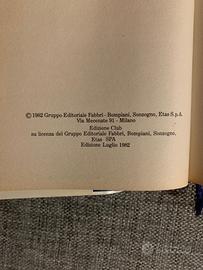 © 1982 Gruppo Editoriale Fabbri - Bompiani, Sonzogno, Etas S.p.A.
Via Mecenate 91 - Milano
Edizione Club
su licenza del Gruppo Editoriale Fabbri, Bompiani, Sonzogno,
Etas SPA
Edizione Luglio 1982